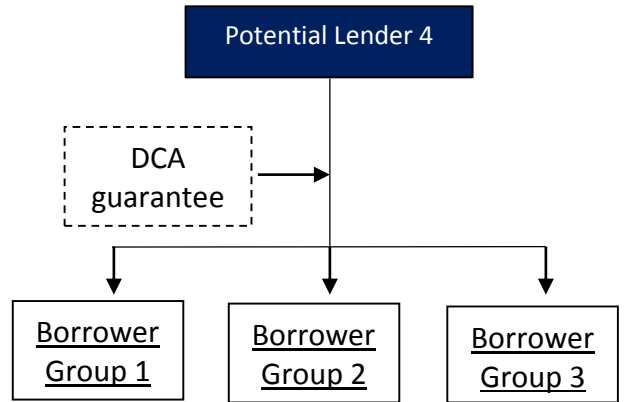 Potential Lender 4
DCA
guarantee
Borrower
Group 1
Borrower
Group 2
Borrower
Group 3